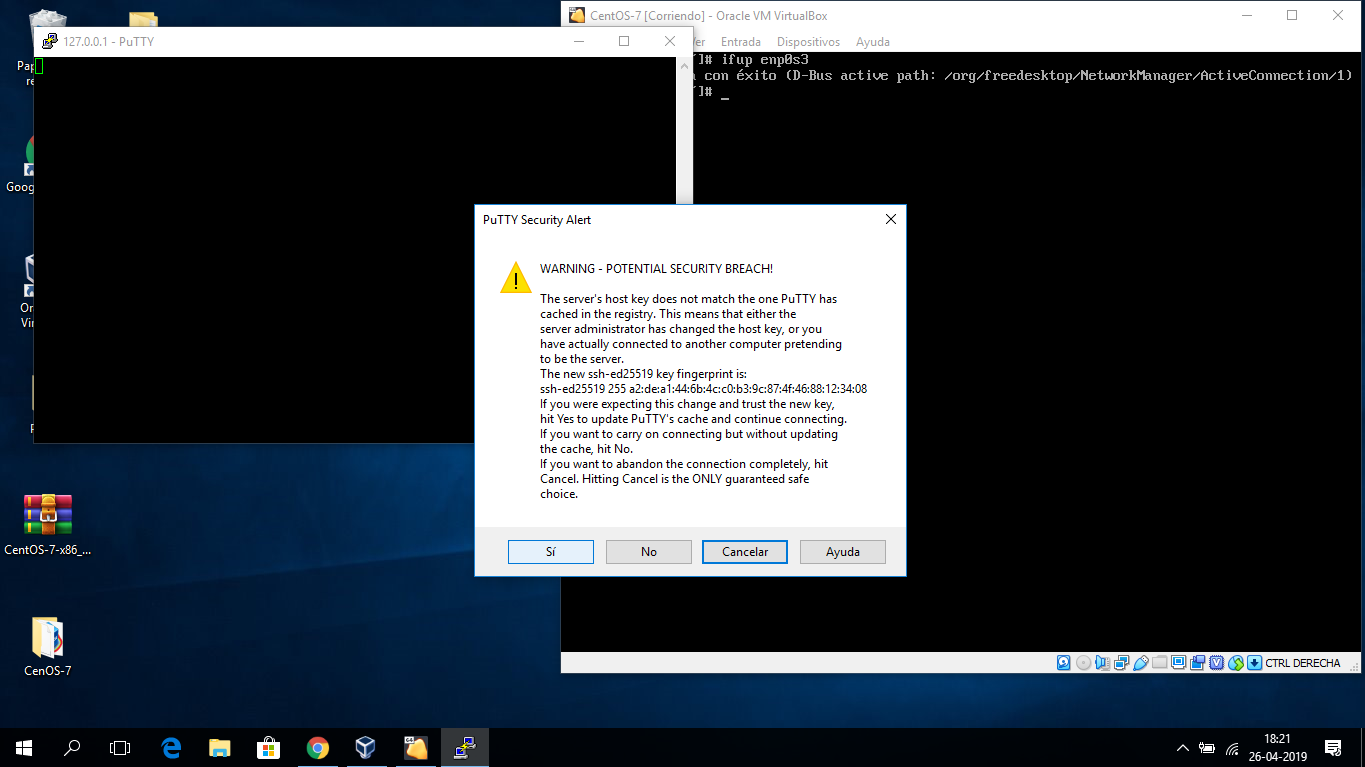 Pap
re
Goog
Or
Vir
P
CentOS-7-x86_...
CenOS-7
127.0.0.1 - PuTTY
CentOS-7 [Corriendo] - Oracle VM VirtualBox
Entrada Dispositivos Ayuda
]# ifup enp0s3
con éxito (D-Bus active path: /org/freedesktop/NetworkManager/ActiveConnection/1)
]# _
PuTTY Security Alert
WARNING - POTENTIAL SECURITY BREACH!
The server's host key does not match the one PuTTY has
cached in the registry. This means that either the
server administrator has changed the host key, or you
have actually connected to another computer pretending
to be the server.
The new ssh-ed25519 key fingerprint is:
ssh-ed25519 255 a2:de:a1:44:6b:4c:c0:b3:9c:87:4f:46:88:12:34:08
If you were expecting this change and trust the new key,
hit Yes to update PuTTY's cache and continue connecting.
If you want to carry on connecting but without updating
the cache, hit No.
If you want to abandon the connection completely, hit
Cancel. Hitting Cancel is the ONLY guaranteed safe
choice.
Sí No Cancelar Ayuda
CTRL DERECHA
18:21
26-04-2019